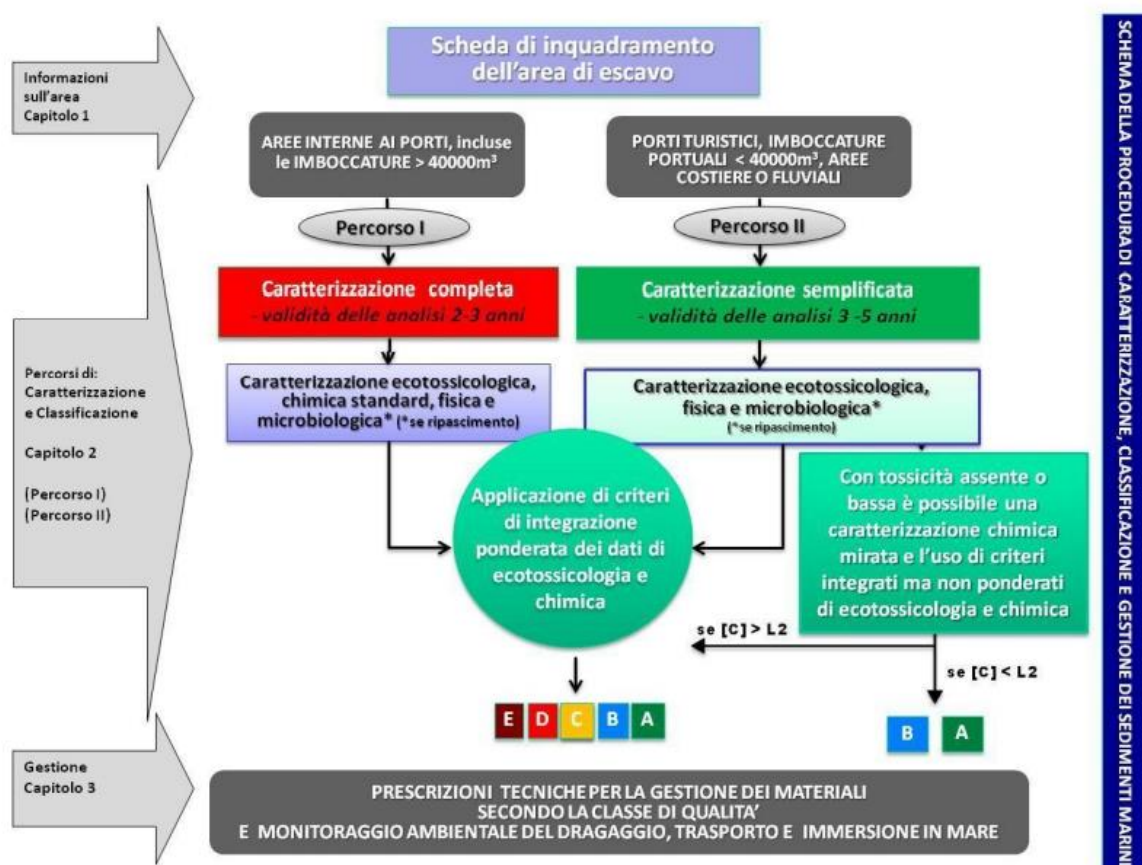 Scheda di inquadramento
dell'area di escavo
Informazioni
sull'area
Capitolo 1
AREE INTERNE AI PORTI, incluse
le IMBOCCATURE > 40000m³
PORTI TURISTICI, IMBOCCATURE
PORTUALI < 40000m³, AREE
COSTIERE O FLUVIALI
Percorso I
Percorso II
Caratterizzazione completa
- validità delle analisi 2-3 anni
Caratterizzazione semplificata
- validità delle analisi 3 -5 anni
Percorsi di:
Caratterizzazione
e Classificazione
Capitolo 2
(Percorso I)
(Percorso II)
Caratterizzazione ecotossicologica,
chimica standard, fisica e
microbiologica* (*se ripascimento)
Caratterizzazione ecotossicologica,
fisica e microbiologica*
(*se ripascimento)
Applicazione di criteri
di integrazione
ponderata dei dati di
ecotossicologia e
chimica
Con tossicità assente o
bassa è possibile una
caratterizzazione chimica
mirata e l'uso di criteri
integrati ma non ponderati
di ecotossicologia e chimica
se [C] > L2
se [C] < L2
E D C B A
B A
Gestione
Capitolo 3
PRESCRIZIONI TECNICHE PER LA GESTIONE DEI MATERIALI
SECONDO LA CLASSE DI QUALITA'
E MONITORAGGIO AMBIENTALE DEL DRAGAGGIO, TRASPORTO E IMMERSIONE IN MARE
SCHEMA DELLA PROCEDURA DI CARATTERIZZAZIONE, CLASSIFICAZIONE E GESTIONE DEI SEDIMENTI MARINI